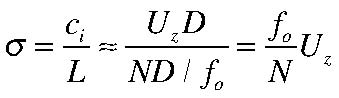 σ = c_i / L ≈ U_z D / (ND / f_o) = (f_o / N) U_z